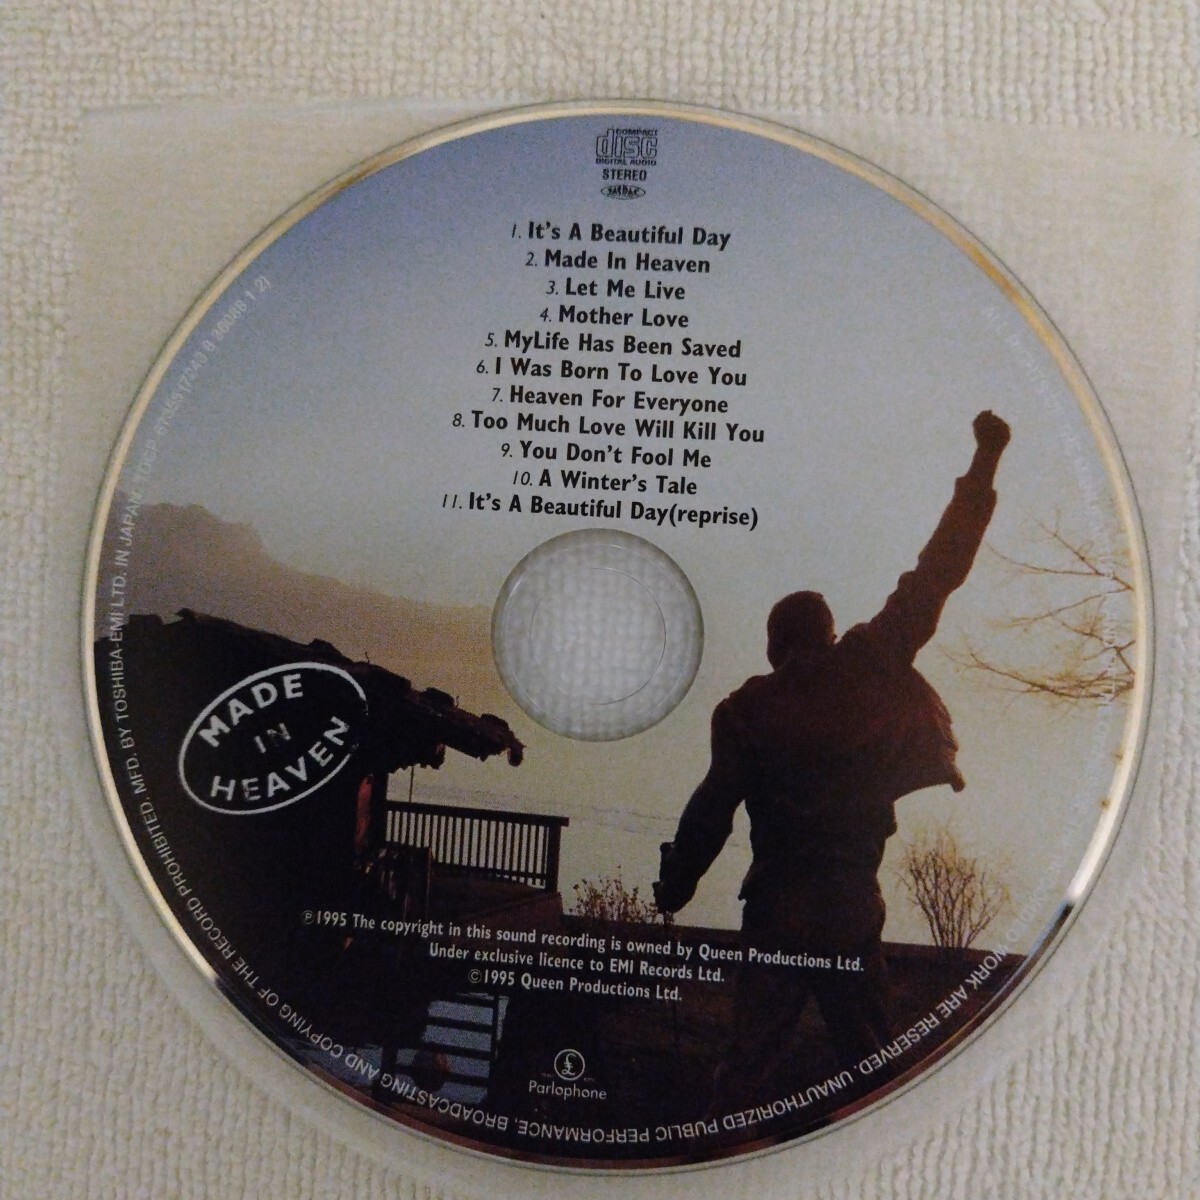 COMPACT
disc
DIGITAL AUDIO
STEREO
1. It's A Beautiful Day
2. Made In Heaven
3. Let Me Live
4. Mother Love
5. MyLife Has Been Saved
6. I Was Born To Love You
7. Heaven For Everyone
8. Too Much Love Will Kill You
9. You Don't Fool Me
10. A Winter's Tale
11. It's A Beautiful Day(reprise)
MADE
IN
HEAVEN
℗1995 The copyright in this sound recording is owned by Queen Productions Ltd.
Under exclusive licence to EMI Records Ltd.
©1995 Queen Productions Ltd.
£
Parlophone
WORK ARE RESERVED. UNAUTHORIZED PUBLIC PERFORMANCE, BROADCASTING AND COPYING OF THE RECORD PROHIBITED. MFD. BY TOSHIBA-EMI LTD. IN JAPAN.